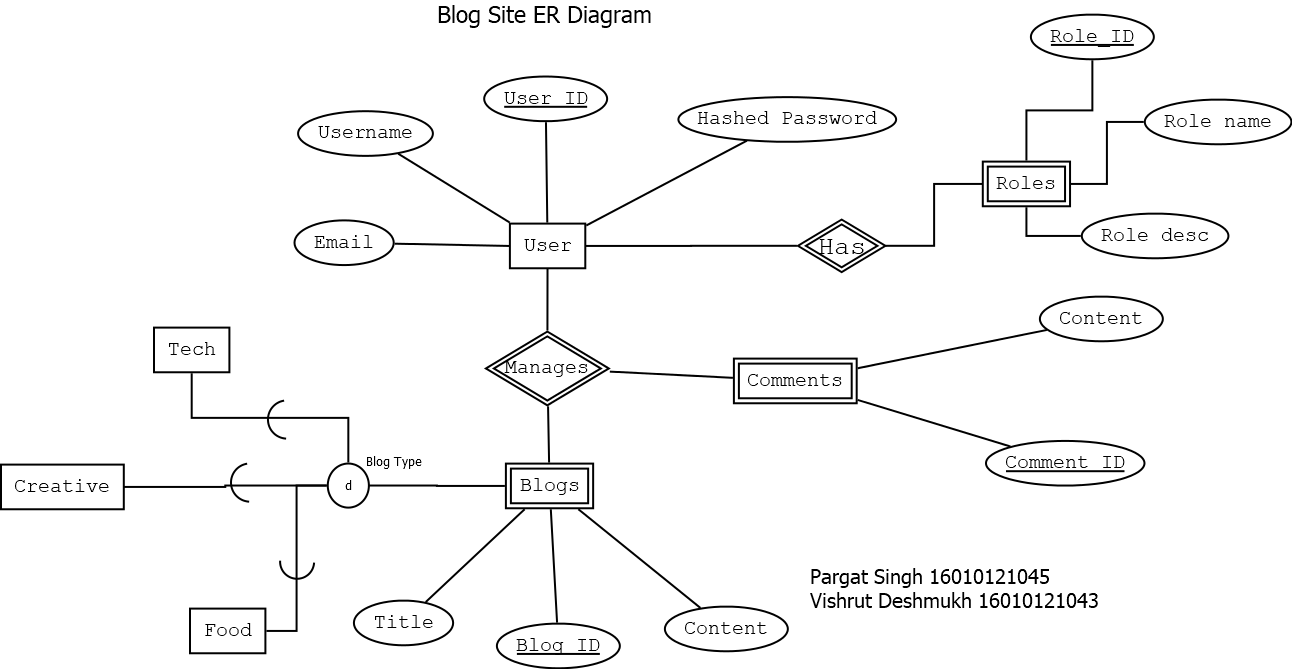 Blog Site ER Diagram
Role_ID
User_ID
Username
Hashed Password
Role name
Roles
Email
User
Has
Role desc
Content
Tech
Manages
Comments
Blog Type
Comment_ID
Creative
d
Blogs
Pargat Singh 16010121045
Vishrut Deshmukh 16010121043
Food
Title
Blog_ID
Content